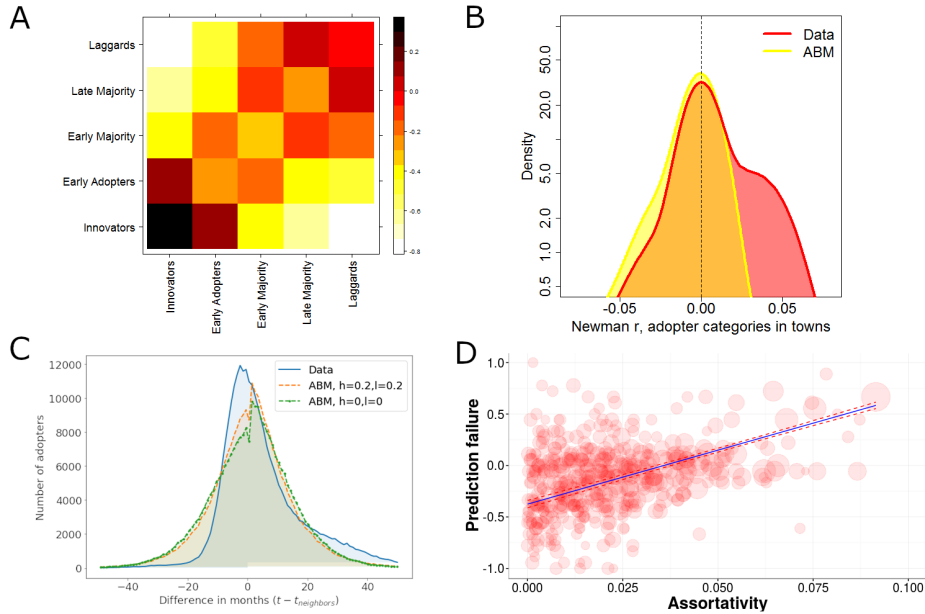 A
Laggards
Late Majority
Early Majority
Early Adopters
Innovators
Innovators
Early Adopters
Early Majority
Late Majority
Laggards
0.2
0.0
-0.2
-0.4
-0.6
-0.8
B
Data
ABM
Density
50.0
20.0
5.0
2.0
1.0
0.5
-0.05
0.00
0.05
Newman r, adopter categories in towns
C
Data
ABM, h=0.2,l=0.2
ABM, h=0,l=0
Number of adopters
12000
10000
8000
6000
4000
2000
0
−40
−20
0
20
40
Difference in months (t − tneighbors)
D
Prediction failure
1.0
0.5
0.0
-0.5
-1.0
0.000
0.025
0.050
0.075
0.100
Assortativity